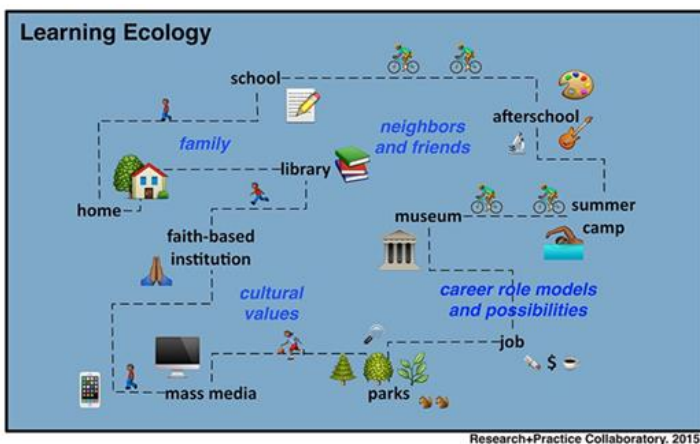 Learning Ecology
school
afterschool
family
neighbors
and friends
library
home
museum
summer
camp
faith-based
institution
cultural
values
career role models
and possibilities
job
$
mass media
parks
Research+Practice Collaboratory, 2015